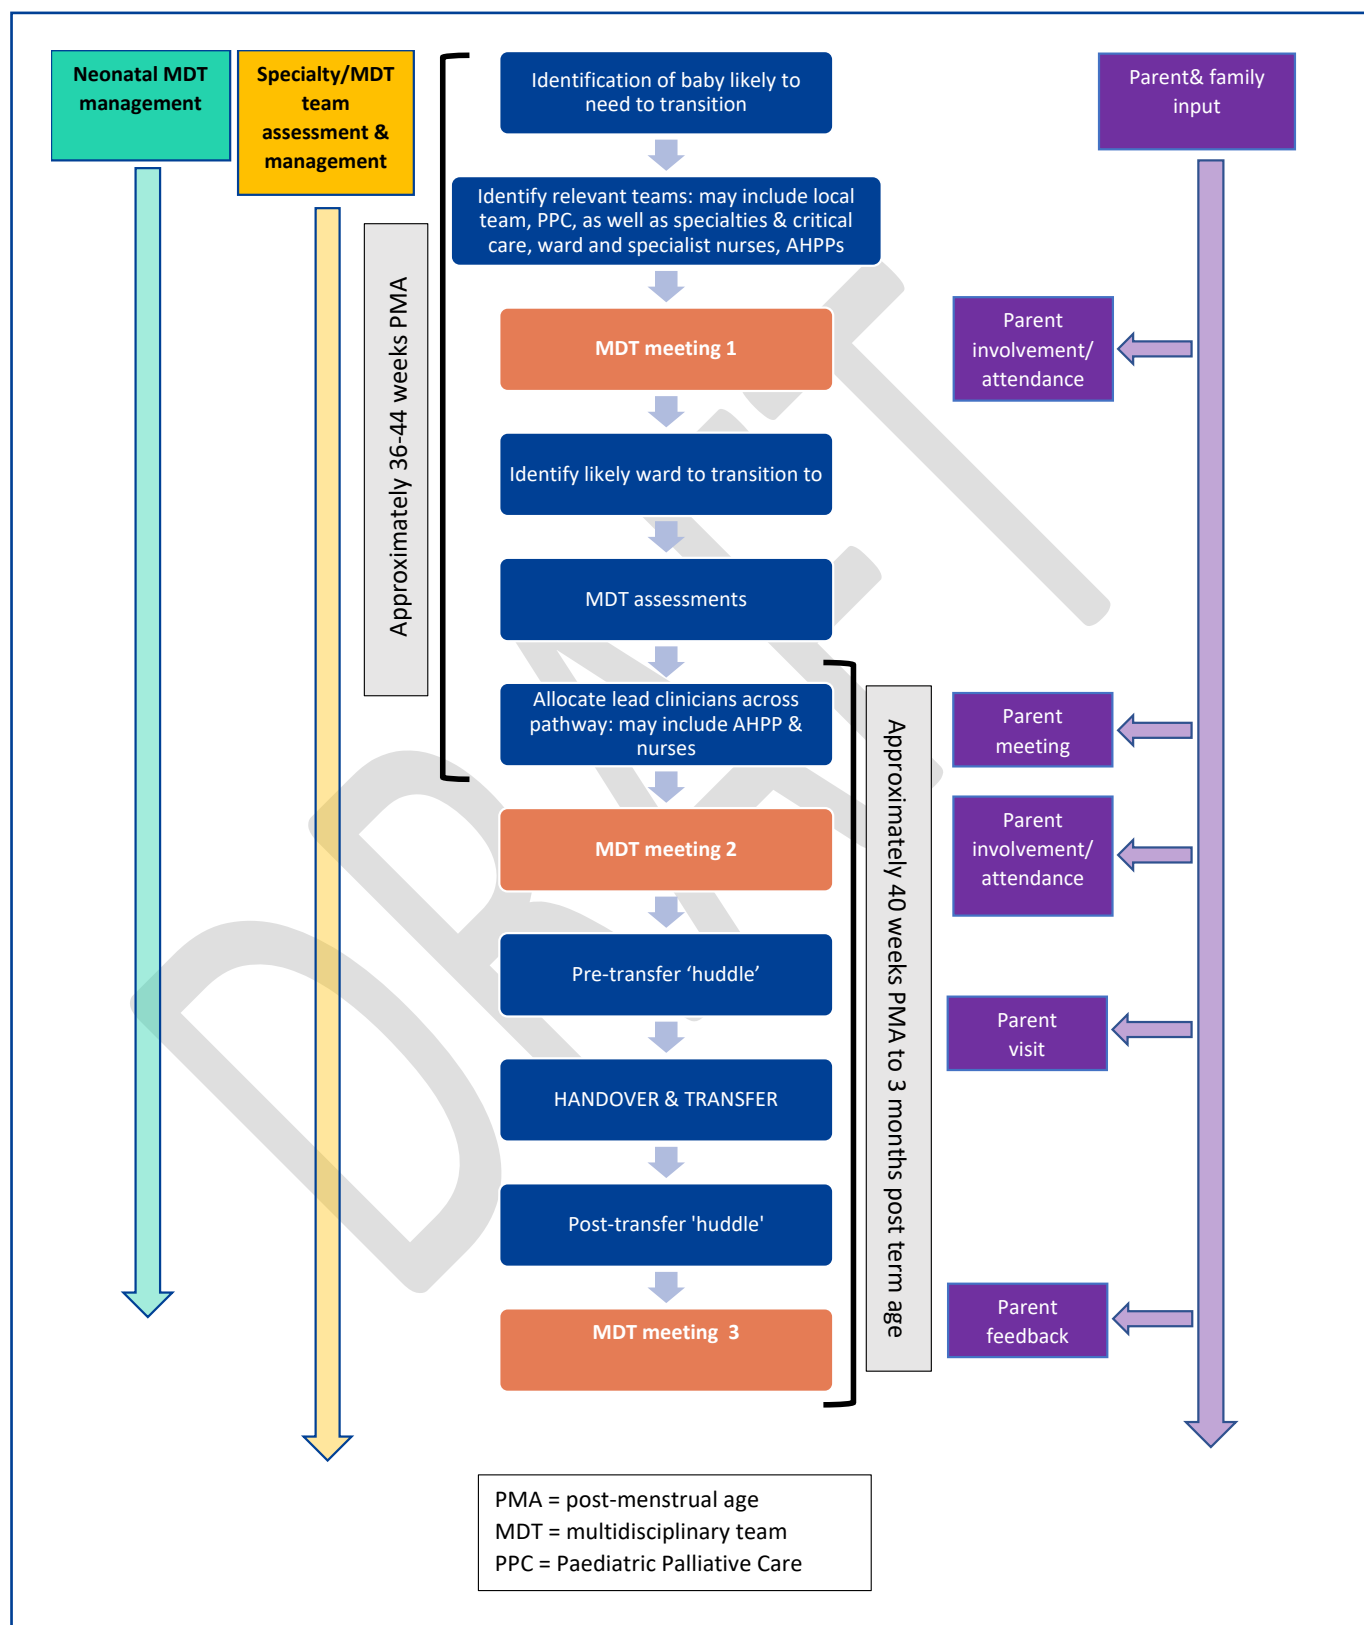 Neonatal MDT
management
Specialty/MDT
team
assessment &
management
Identification of baby likely to
need to transition
Parent& family
input
Identify relevant teams: may include local
team, PPC, as well as specialties & critical
care, ward and specialist nurses, AHPPs
Approximately 36-44 weeks PMA
MDT meeting 1
Parent
involvement/
attendance
Identify likely ward to transition to
MDT assessments
Allocate lead clinicians across
pathway: may include AHPP &
nurses
Approximately 40 weeks PMA to 3 months post term age
Parent
meeting
MDT meeting 2
Parent
involvement/
attendance
Pre-transfer ‘huddle’
Parent
visit
HANDOVER & TRANSFER
Post-transfer 'huddle'
MDT meeting  3
Parent
feedback
PMA = post-menstrual age
MDT = multidisciplinary team
PPC = Paediatric Palliative Care
DRAFT